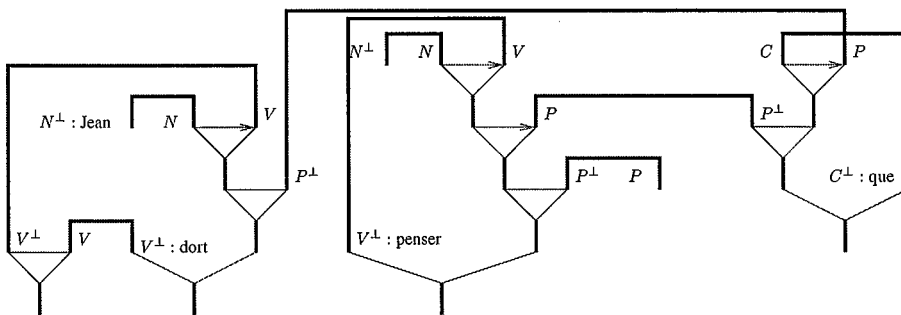 N⊥ N V C P
N⊥ : Jean N V P P⊥
P⊥ P⊥ P C⊥ : que
V⊥ V V⊥ : dort V⊥ : penser